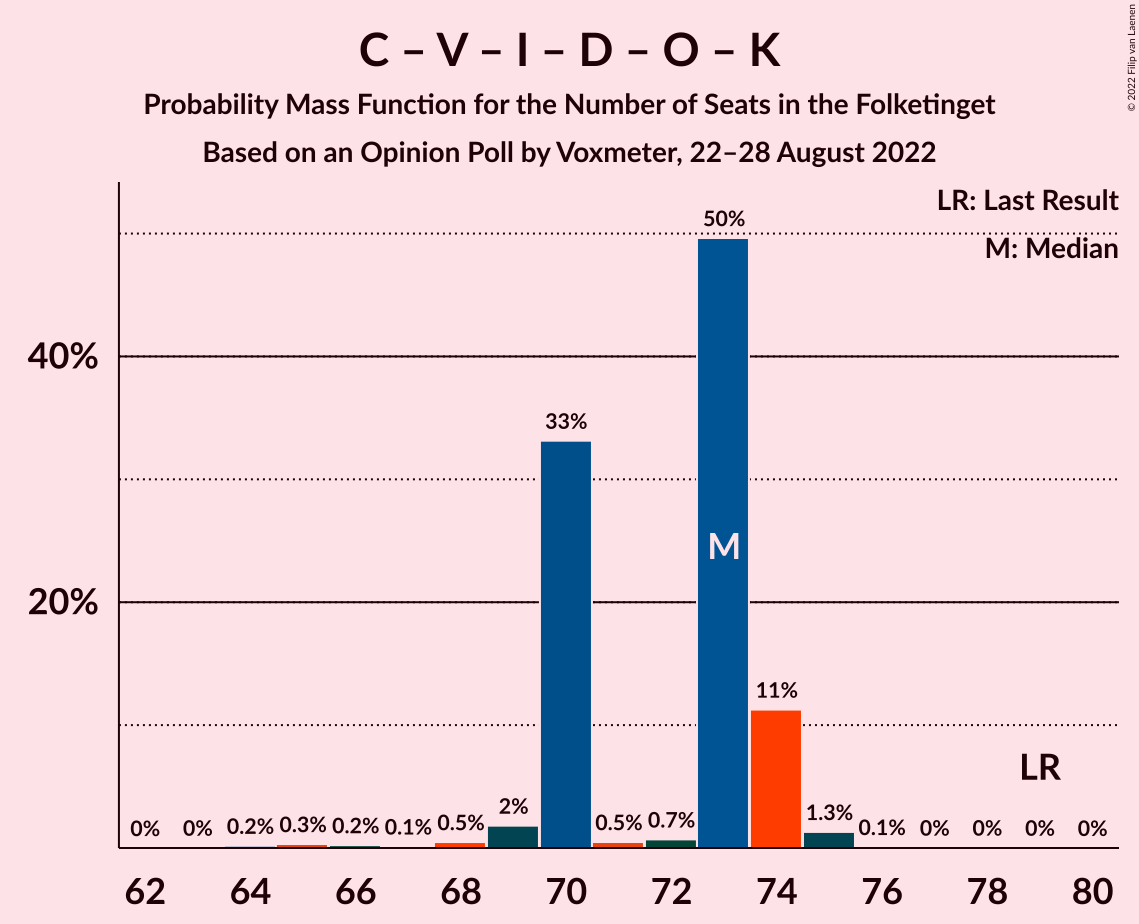 C – V – I – D – O – K
Probability Mass Function for the Number of Seats in the Folketinget
Based on an Opinion Poll by Voxmeter, 22–28 August 2022
© 2022 Filip van Laenen
LR: Last Result
M: Median
50%
40%
33%
M
20%
11%
LR
0% 0% 0.2% 0.3% 0.2% 0.1% 0.5% 2% 0.5% 0.7% 1.3% 0.1% 0% 0% 0% 0%
62 64 66 68 70 72 74 76 78 80